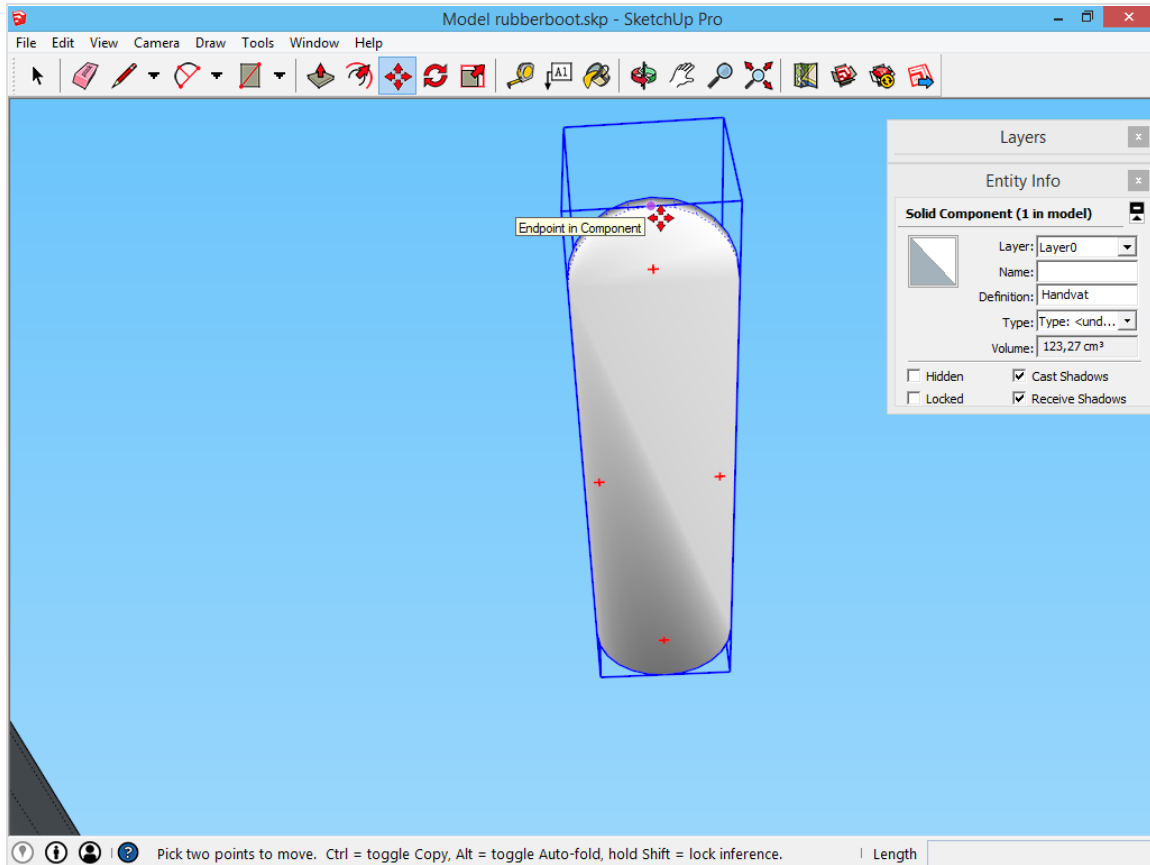 Model rubberboot.skp - SketchUp Pro
File Edit View Camera Draw Tools Window Help
A1
Layers
Entity Info
Endpoint in Component
Solid Component (1 in model)
Layer: Layer0
Name:
Definition: Handvat
Type: Type: <und...
Volume: 123,27 cm³
Hidden Cast Shadows
Locked Receive Shadows
Pick two points to move. Ctrl = toggle Copy, Alt = toggle Auto-fold, hold Shift = lock inference. Length